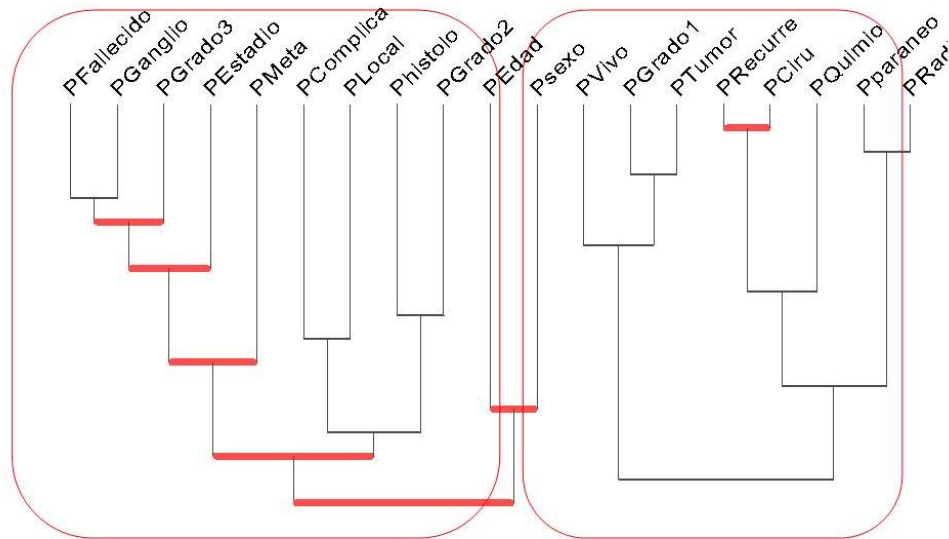 PFallecido
PGanglio
PGrado3
PEstadio
PMeta
PComplica
PLocal
Phistolo
PGrado2
PEdad
Psexo
PVivo
PGrado1
PTumor
PRecurre
PCiru
PQuimio
Pparaneo